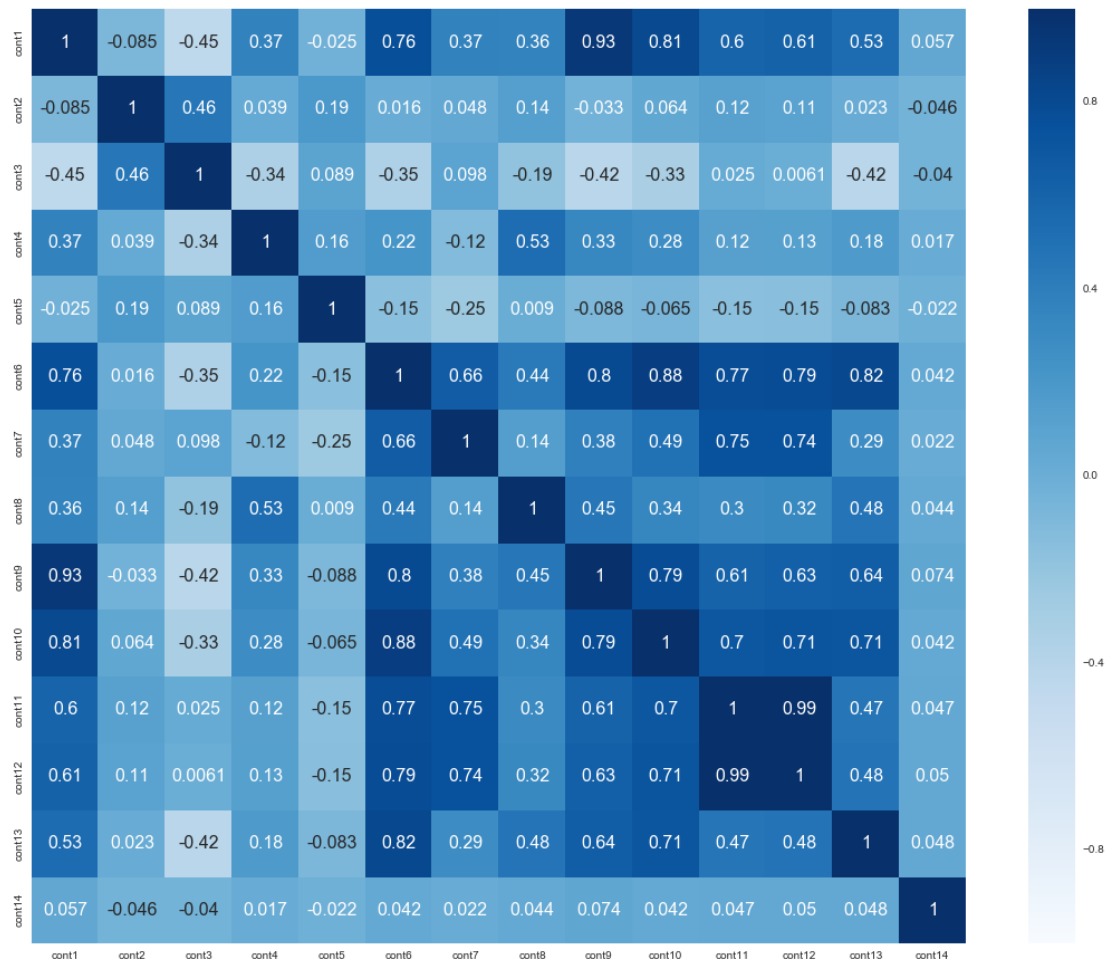 cont1 1 -0.085 -0.45 0.37 -0.025 0.76 0.37 0.36 0.93 0.81 0.6 0.61 0.53 0.057
cont2 -0.085 1 0.46 0.039 0.19 0.016 0.048 0.14 -0.033 0.064 0.12 0.11 0.023 -0.046
cont3 -0.45 0.46 1 -0.34 0.089 -0.35 0.098 -0.19 -0.42 -0.33 0.025 0.0061 -0.42 -0.04
cont4 0.37 0.039 -0.34 1 0.16 0.22 -0.12 0.53 0.33 0.28 0.12 0.13 0.18 0.017
cont5 -0.025 0.19 0.089 0.16 1 -0.15 -0.25 0.009 -0.088 -0.065 -0.15 -0.15 -0.083 -0.022
cont6 0.76 0.016 -0.35 0.22 -0.15 1 0.66 0.44 0.8 0.88 0.77 0.79 0.82 0.042
cont7 0.37 0.048 0.098 -0.12 -0.25 0.66 1 0.14 0.38 0.49 0.75 0.74 0.29 0.022
cont8 0.36 0.14 -0.19 0.53 0.009 0.44 0.14 1 0.45 0.34 0.3 0.32 0.48 0.044
cont9 0.93 -0.033 -0.42 0.33 -0.088 0.8 0.38 0.45 1 0.79 0.61 0.63 0.64 0.074
cont10 0.81 0.064 -0.33 0.28 -0.065 0.88 0.49 0.34 0.79 1 0.7 0.71 0.71 0.042
cont11 0.6 0.12 0.025 0.12 -0.15 0.77 0.75 0.3 0.61 0.7 1 0.99 0.47 0.047
cont12 0.61 0.11 0.0061 0.13 -0.15 0.79 0.74 0.32 0.63 0.71 0.99 1 0.48 0.05
cont13 0.53 0.023 -0.42 0.18 -0.083 0.82 0.29 0.48 0.64 0.71 0.47 0.48 1 0.048
cont14 0.057 -0.046 -0.04 0.017 -0.022 0.042 0.022 0.044 0.074 0.042 0.047 0.05 0.048 1
cont1 cont2 cont3 cont4 cont5 cont6 cont7 cont8 cont9 cont10 cont11 cont12 cont13 cont14
0.8
0.4
0.0
-0.4
-0.8